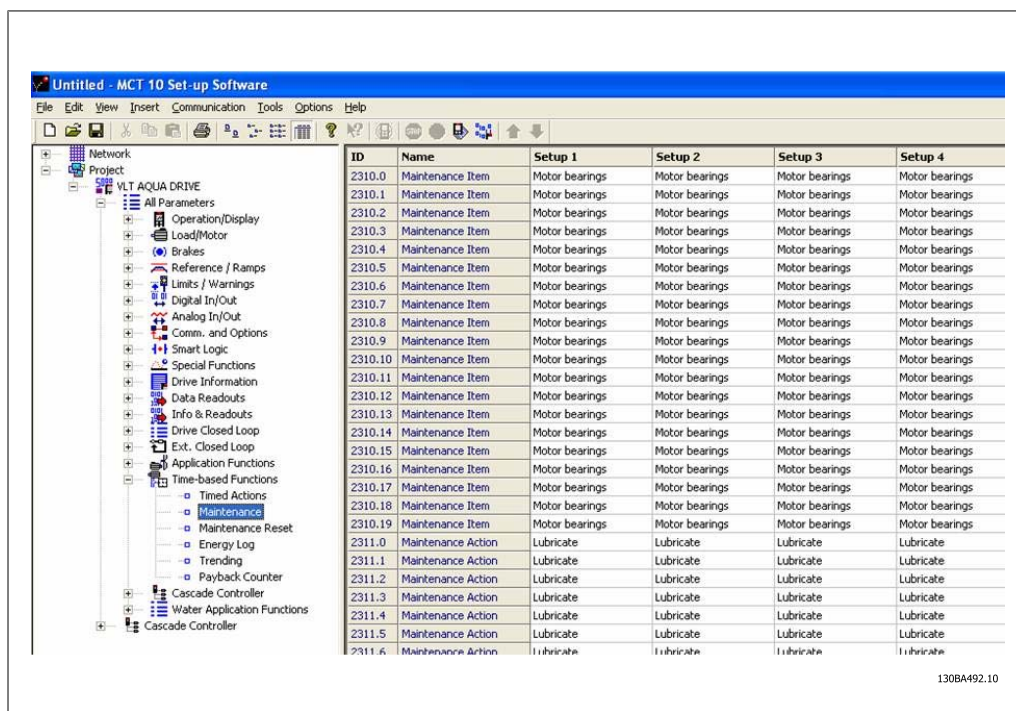 Untitled - MCT 10 Set-up Software
File Edit View Insert Communication Tools Options Help
Network
Project
VLT AQUA DRIVE
All Parameters
Operation/Display
Load/Motor
Brakes
Reference / Ramps
Limits / Warnings
Digital In/Out
Analog In/Out
Comm. and Options
Smart Logic
Special Functions
Drive Information
Data Readouts
Info & Readouts
Drive Closed Loop
Ext. Closed Loop
Application Functions
Time-based Functions
Timed Actions
Maintenance
Maintenance Reset
Energy Log
Trending
Payback Counter
Cascade Controller
Water Application Functions
Cascade Controller
ID Name Setup 1 Setup 2 Setup 3 Setup 4
2310.0 Maintenance Item Motor bearings Motor bearings Motor bearings Motor bearings
2310.1 Maintenance Item Motor bearings Motor bearings Motor bearings Motor bearings
2310.2 Maintenance Item Motor bearings Motor bearings Motor bearings Motor bearings
2310.3 Maintenance Item Motor bearings Motor bearings Motor bearings Motor bearings
2310.4 Maintenance Item Motor bearings Motor bearings Motor bearings Motor bearings
2310.5 Maintenance Item Motor bearings Motor bearings Motor bearings Motor bearings
2310.6 Maintenance Item Motor bearings Motor bearings Motor bearings Motor bearings
2310.7 Maintenance Item Motor bearings Motor bearings Motor bearings Motor bearings
2310.8 Maintenance Item Motor bearings Motor bearings Motor bearings Motor bearings
2310.9 Maintenance Item Motor bearings Motor bearings Motor bearings Motor bearings
2310.10 Maintenance Item Motor bearings Motor bearings Motor bearings Motor bearings
2310.11 Maintenance Item Motor bearings Motor bearings Motor bearings Motor bearings
2310.12 Maintenance Item Motor bearings Motor bearings Motor bearings Motor bearings
2310.13 Maintenance Item Motor bearings Motor bearings Motor bearings Motor bearings
2310.14 Maintenance Item Motor bearings Motor bearings Motor bearings Motor bearings
2310.15 Maintenance Item Motor bearings Motor bearings Motor bearings Motor bearings
2310.16 Maintenance Item Motor bearings Motor bearings Motor bearings Motor bearings
2310.17 Maintenance Item Motor bearings Motor bearings Motor bearings Motor bearings
2310.18 Maintenance Item Motor bearings Motor bearings Motor bearings Motor bearings
2310.19 Maintenance Item Motor bearings Motor bearings Motor bearings Motor bearings
2311.0 Maintenance Action Lubricate Lubricate Lubricate Lubricate
2311.1 Maintenance Action Lubricate Lubricate Lubricate Lubricate
2311.2 Maintenance Action Lubricate Lubricate Lubricate Lubricate
2311.3 Maintenance Action Lubricate Lubricate Lubricate Lubricate
2311.4 Maintenance Action Lubricate Lubricate Lubricate Lubricate
2311.5 Maintenance Action Lubricate Lubricate Lubricate Lubricate
2311.6 Maintenance Action Lubricate Lubricate Lubricate Lubricate
130BA492.10